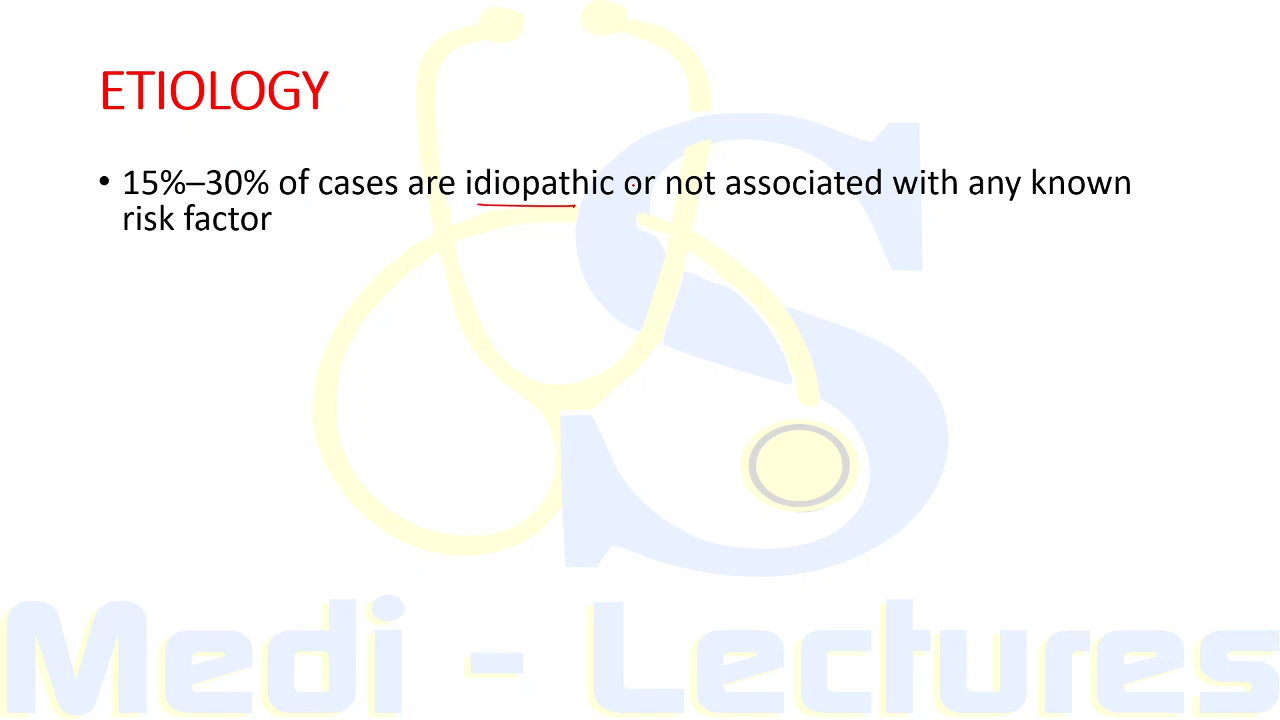 ETIOLOGY
• 15%–30% of cases are idiopathic or not associated with any known
risk factor
S
Medi - Lectures